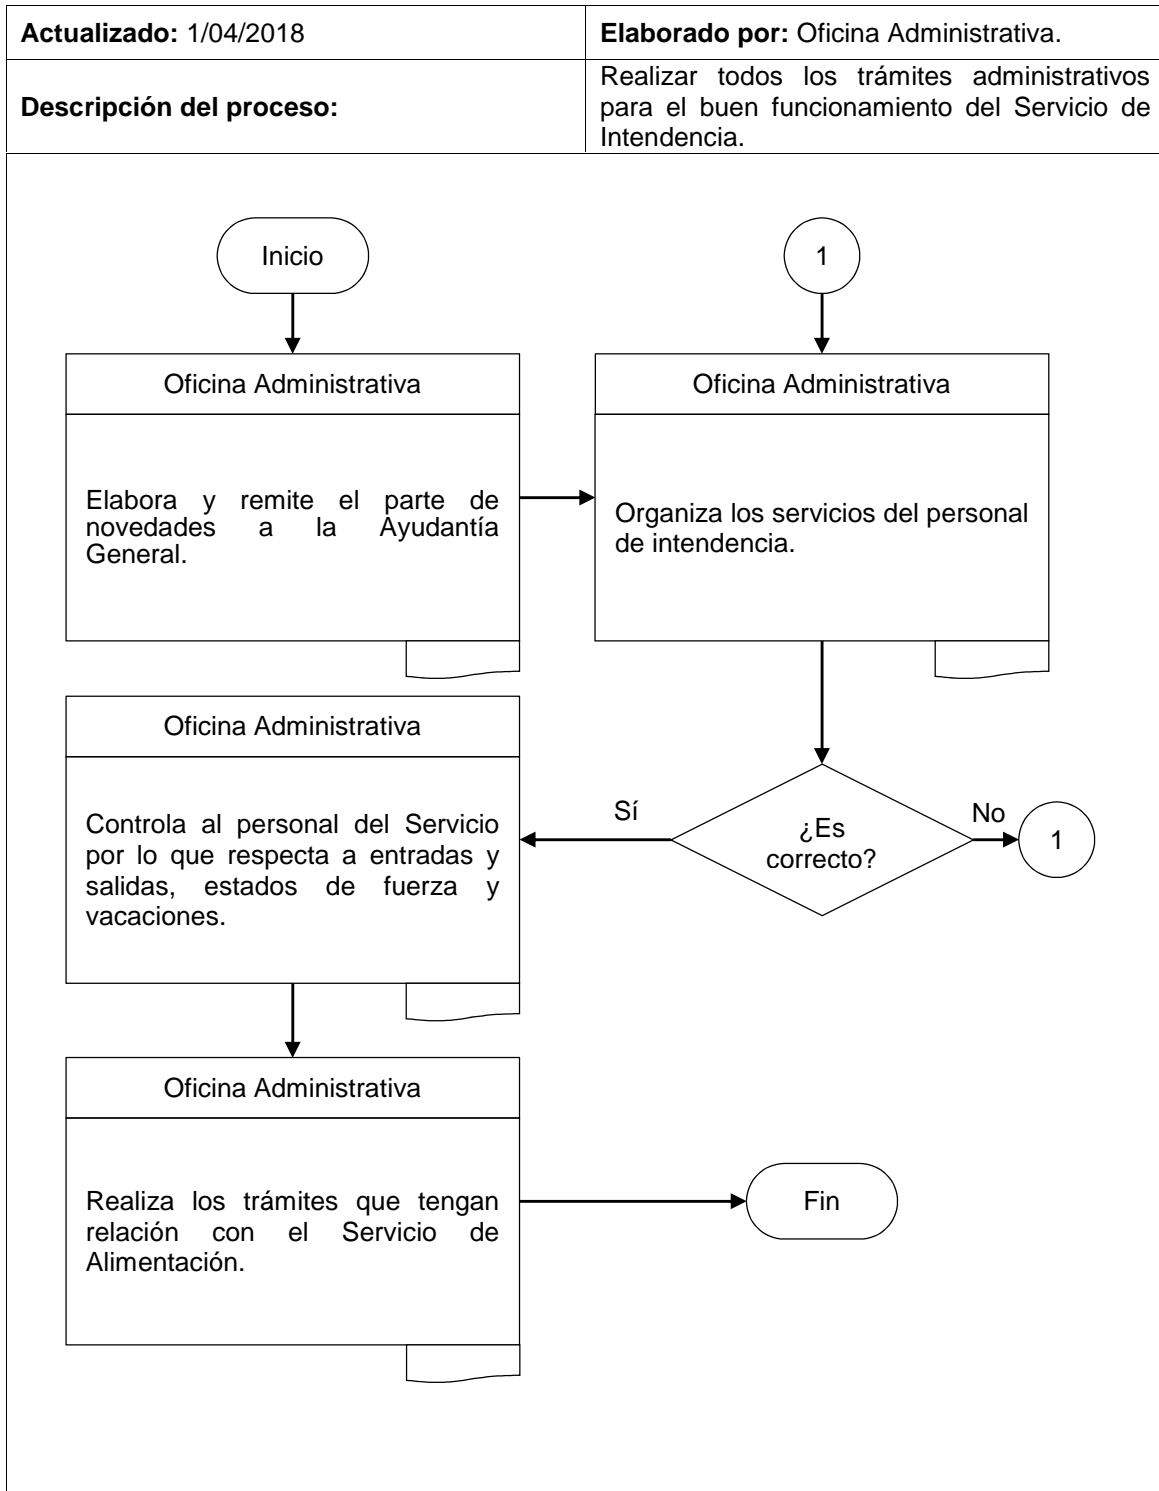 Actualizado: 1/04/2018
Elaborado por: Oficina Administrativa.
Descripción del proceso:
Realizar todos los trámites administrativos
para el buen funcionamiento del Servicio de
Intendencia.
Inicio
1
Oficina Administrativa
Elabora y remite el parte de
novedades a la Ayudantía
General.
Oficina Administrativa
Organiza los servicios del personal
de intendencia.
Oficina Administrativa
Controla al personal del Servicio
por lo que respecta a entradas y
salidas, estados de fuerza y
vacaciones.
Sí
¿Es
correcto?
No
1
Oficina Administrativa
Realiza los trámites que tengan
relación con el Servicio de
Alimentación.
Fin